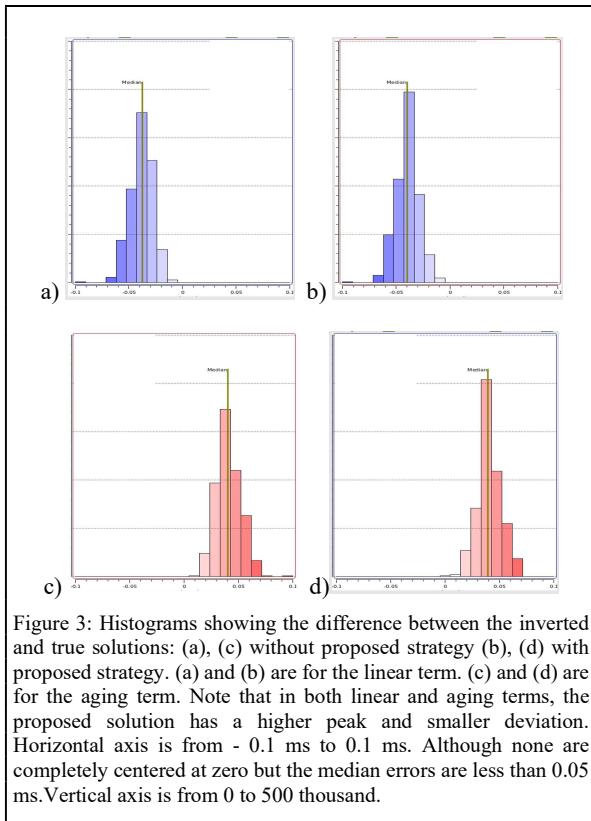 Median
Median
a)
-0.1
-0.05
0
0.05
0.1
b)
-0.1
-0.05
0
0.05
0.1
Median
Median
c)
-0.1
-0.05
0
0.05
0.1
d)
-0.1
-0.05
0
0.05
0.1
Figure 3: Histograms showing the difference between the inverted
and true solutions: (a), (c) without proposed strategy (b), (d) with
proposed strategy. (a) and (b) are for the linear term. (c) and (d) are
for the aging term. Note that in both linear and aging terms, the
proposed solution has a higher peak and smaller deviation.
Horizontal axis is from - 0.1 ms to 0.1 ms. Although none are
completely centered at zero but the median errors are less than 0.05
ms.Vertical axis is from 0 to 500 thousand.